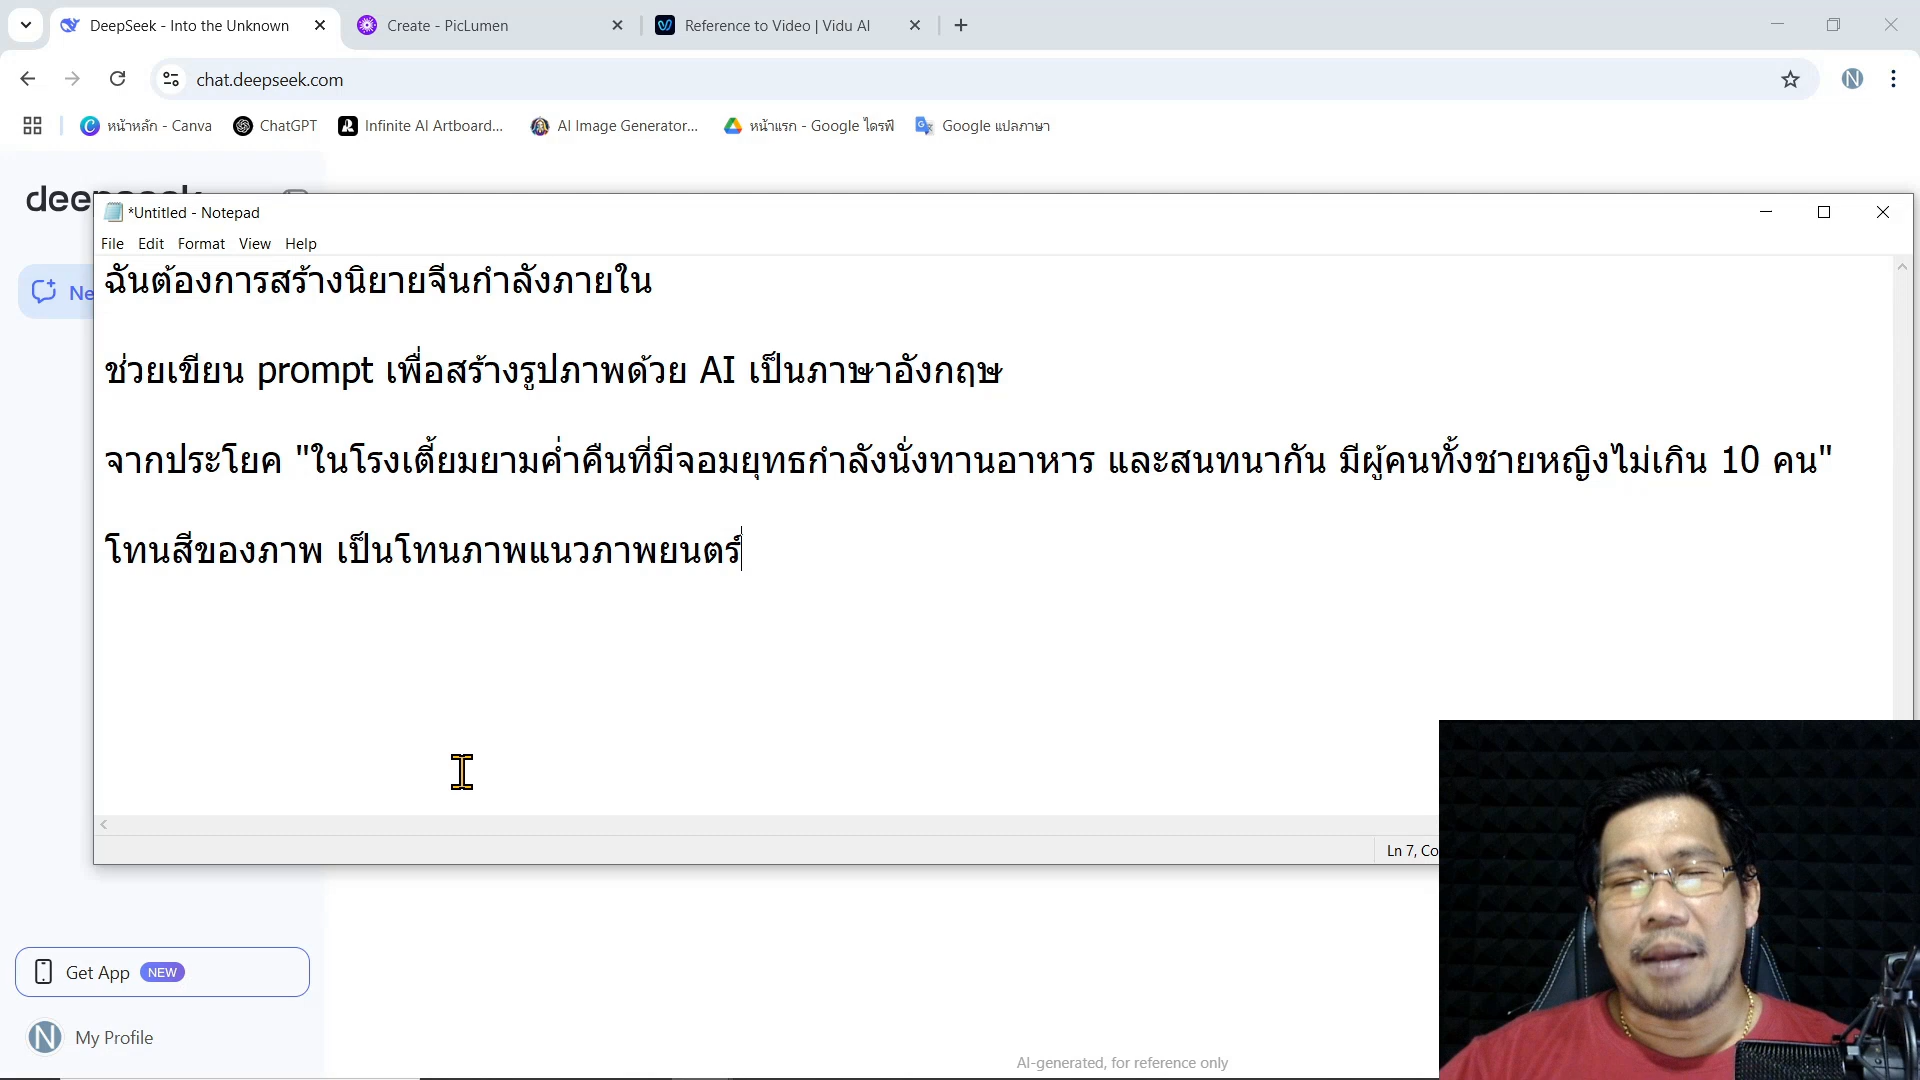 DeepSeek - Into the Unknown
Create - PicLumen
Reference to Video | Vidu AI
chat.deepseek.com
N
หน้าหลัก - Canva
ChatGPT
Infinite AI Artboard...
AI Image Generator...
หน้าแรก - Google ไดรฟ์
Google แปลภาษา
*Untitled - Notepad
File Edit Format View Help
ฉันต้องการสร้างนิยายจีนกำลังภายใน
ช่วยเขียน prompt เพื่อสร้างรูปภาพด้วย AI เป็นภาษาอังกฤษ
จากประโยค "ในโรงเตี้ยมยามค่ำคืนที่มีจอมยุทธกำลังนั่งทานอาหาร และสนทนากัน มีผู้คนทั้งชายหญิงไม่เกิน 10 คน"
โทนสีของภาพ เป็นโทนภาพแนวภาพยนตร์
Ln 7, Co
Get App NEW
N My Profile
AI-generated, for reference only